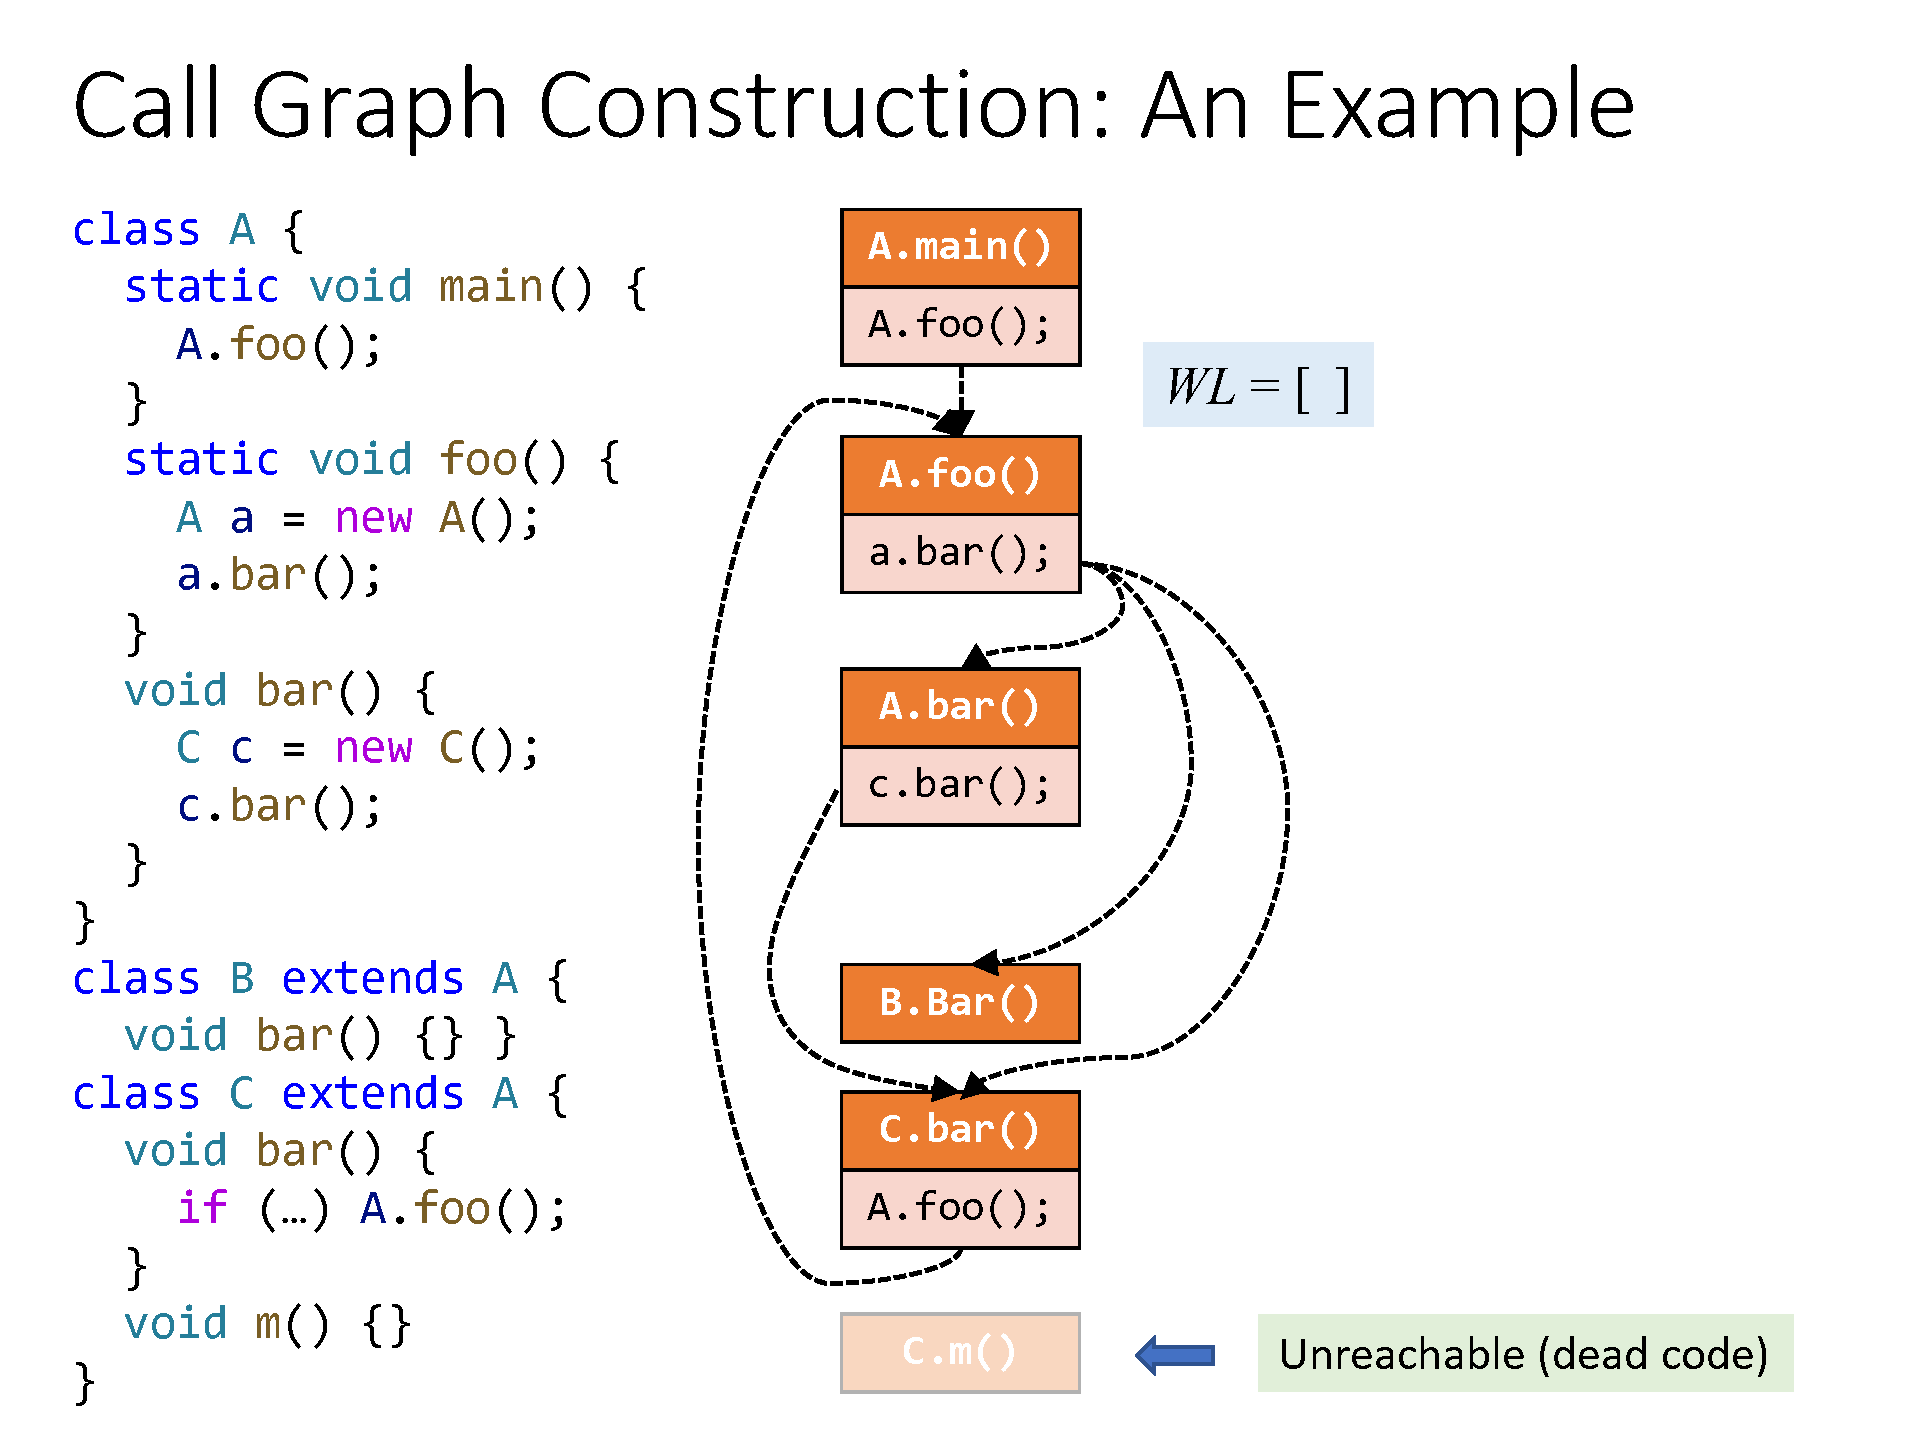 Call Graph Construction: An Example
class A {
  static void main() {
    A.foo();
  }
  static void foo() {
    A a = new A();
    a.bar();
  }
  void bar() {
    C c = new C();
    c.bar();
  }
}
class B extends A {
  void bar() {} }
class C extends A {
  void bar() {
    if (…) A.foo();
  }
  void m() {}
}
A.main()
A.foo();
WL = [ ]
A.foo()
a.bar();
A.bar()
c.bar();
B.Bar()
C.bar()
A.foo();
C.m()
Unreachable (dead code)